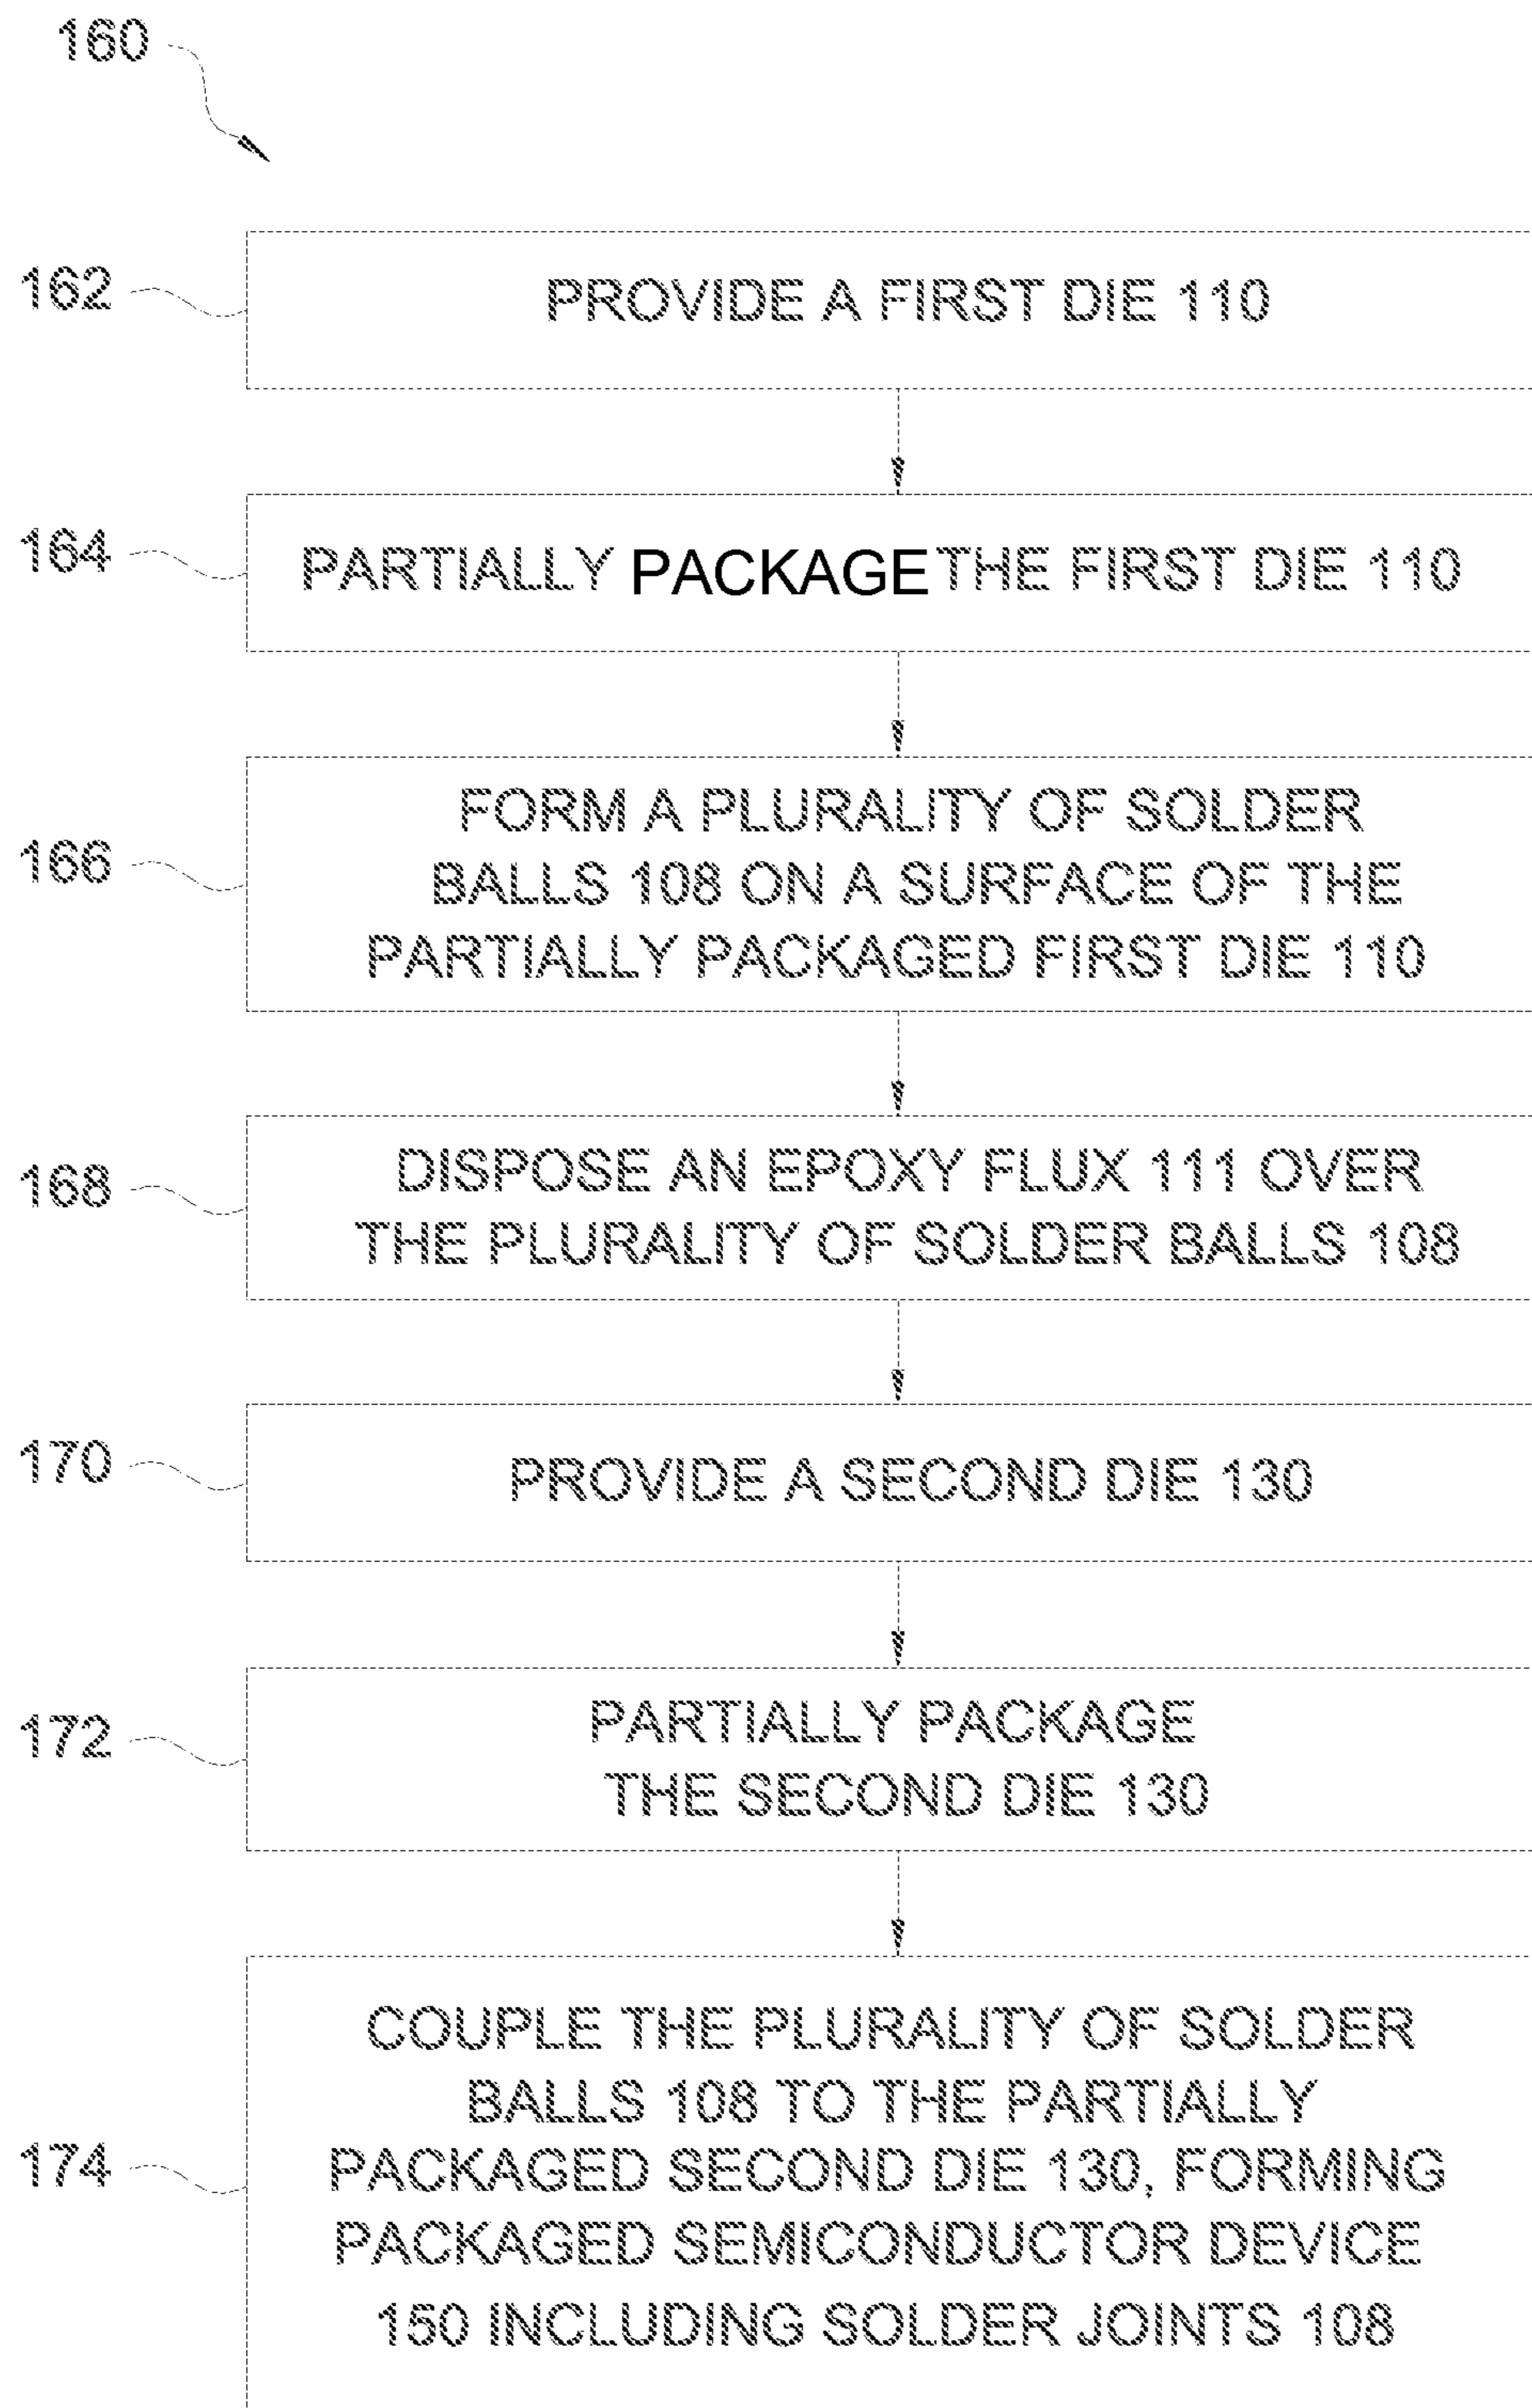 160
162
PROVIDE A FIRST DIE 110
164
PARTIALLY PACKAGE THE FIRST DIE 110
166
FORM A PLURALITY OF SOLDER
BALLS 108 ON A SURFACE OF THE
PARTIALLY PACKAGED FIRST DIE 110
168
DISPOSE AN EPOXY FLUX 111 OVER
THE PLURALITY OF SOLDER BALLS 108
170
PROVIDE A SECOND DIE 130
172
PARTIALLY PACKAGE
THE SECOND DIE 130
174
COUPLE THE PLURALITY OF SOLDER
BALLS 108 TO THE PARTIALLY
PACKAGED SECOND DIE 130, FORMING
PACKAGED SEMICONDUCTOR DEVICE
150 INCLUDING SOLDER JOINTS 108